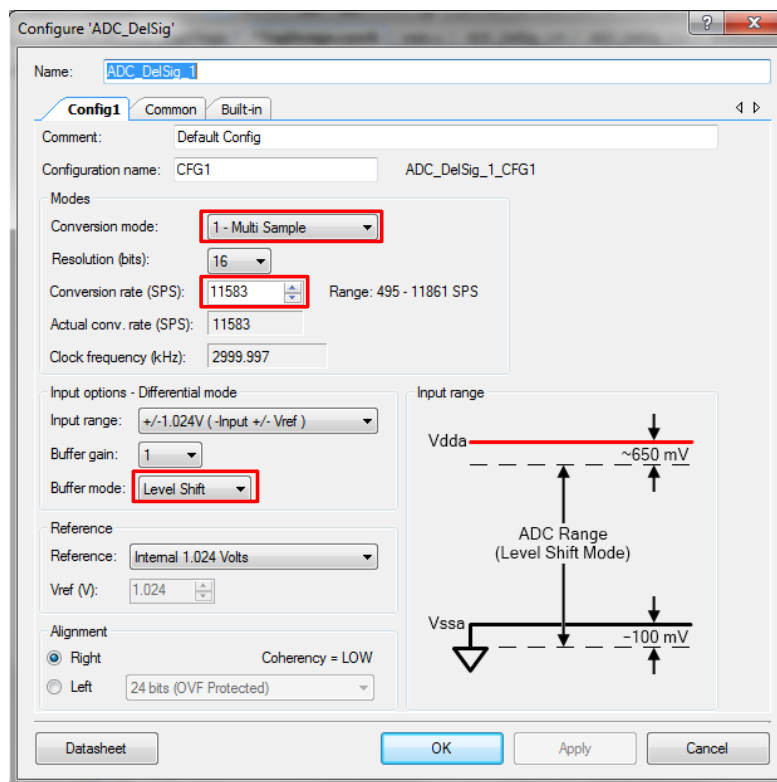 Configure 'ADC_DelSig'
Name: ADC_DelSig_1
Config1 Common Built-in
Comment: Default Config
Configuration name: CFG1 ADC_DelSig_1_CFG1
Modes
Conversion mode: 1 - Multi Sample
Resolution (bits): 16
Conversion rate (SPS): 11583 Range: 495 - 11861 SPS
Actual conv. rate (SPS): 11583
Clock frequency (kHz): 2999.997
Input options - Differential mode
Input range: +/-1.024V ( -Input +/- Vref )
Buffer gain: 1
Buffer mode: Level Shift
Input range
Vdda
~650 mV
ADC Range
(Level Shift Mode)
Vssa
~100 mV
Reference
Reference: Internal 1.024 Volts
Vref (V): 1.024
Alignment
Right Coherency = LOW
Left 24 bits (OVF Protected)
Datasheet OK Apply Cancel